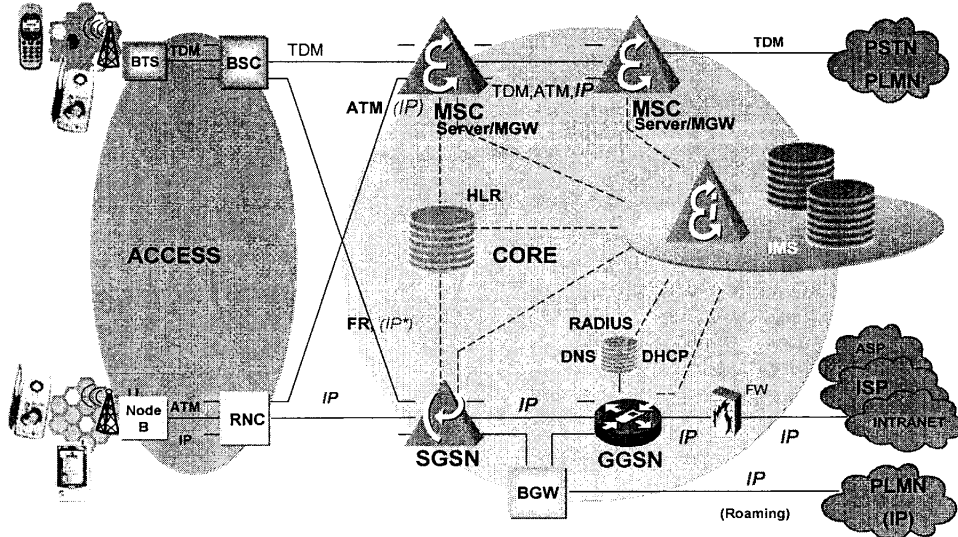 BTS
TDM
BSC
TDM
TDM
PSTN
PLMN
ATM (IP)
TDM,ATM,IP
MSC
Server/MGW
MSC
Server/MGW
HLR
IMS
ACCESS
CORE
FR, (IP*)
RADIUS
DNS
DHCP
ASP
ISP
INTRANET
Node
B
ATM
IP
RNC
IP
IP
FW
IP
IP
SGSN
GGSN
BGW
IP
(Roaming)
PLMN
(IP)